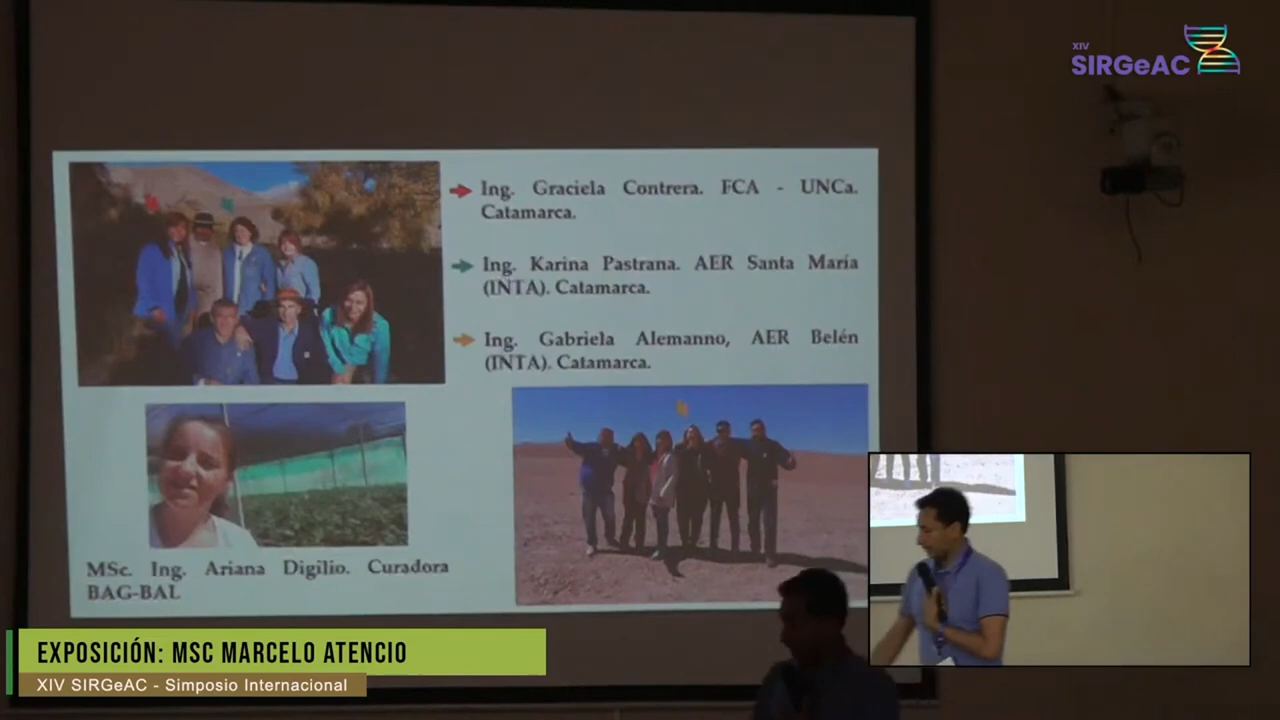 XIV
SIRGeAC
Ing. Graciela Contrera. FCA - UNCa.
Catamarca.
Ing. Karina Pastrana. AER Santa María
(INTA). Catamarca.
Ing. Gabriela Alemanno, AER Belén
(INTA). Catamarca.
MSc. Ing. Ariana Digilio. Curadora
BAG-BAL
EXPOSICIÓN: MSC MARCELO ATENCIO
XIV SIRGeAC - Simposio Internacional